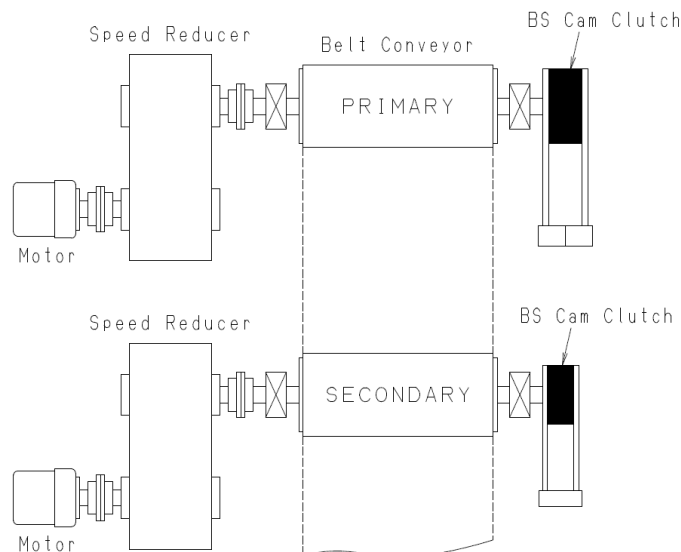 BS Cam Clutch
Speed Reducer
Belt Conveyor
PRIMARY
Motor
BS Cam Clutch
Speed Reducer
SECONDARY
Motor